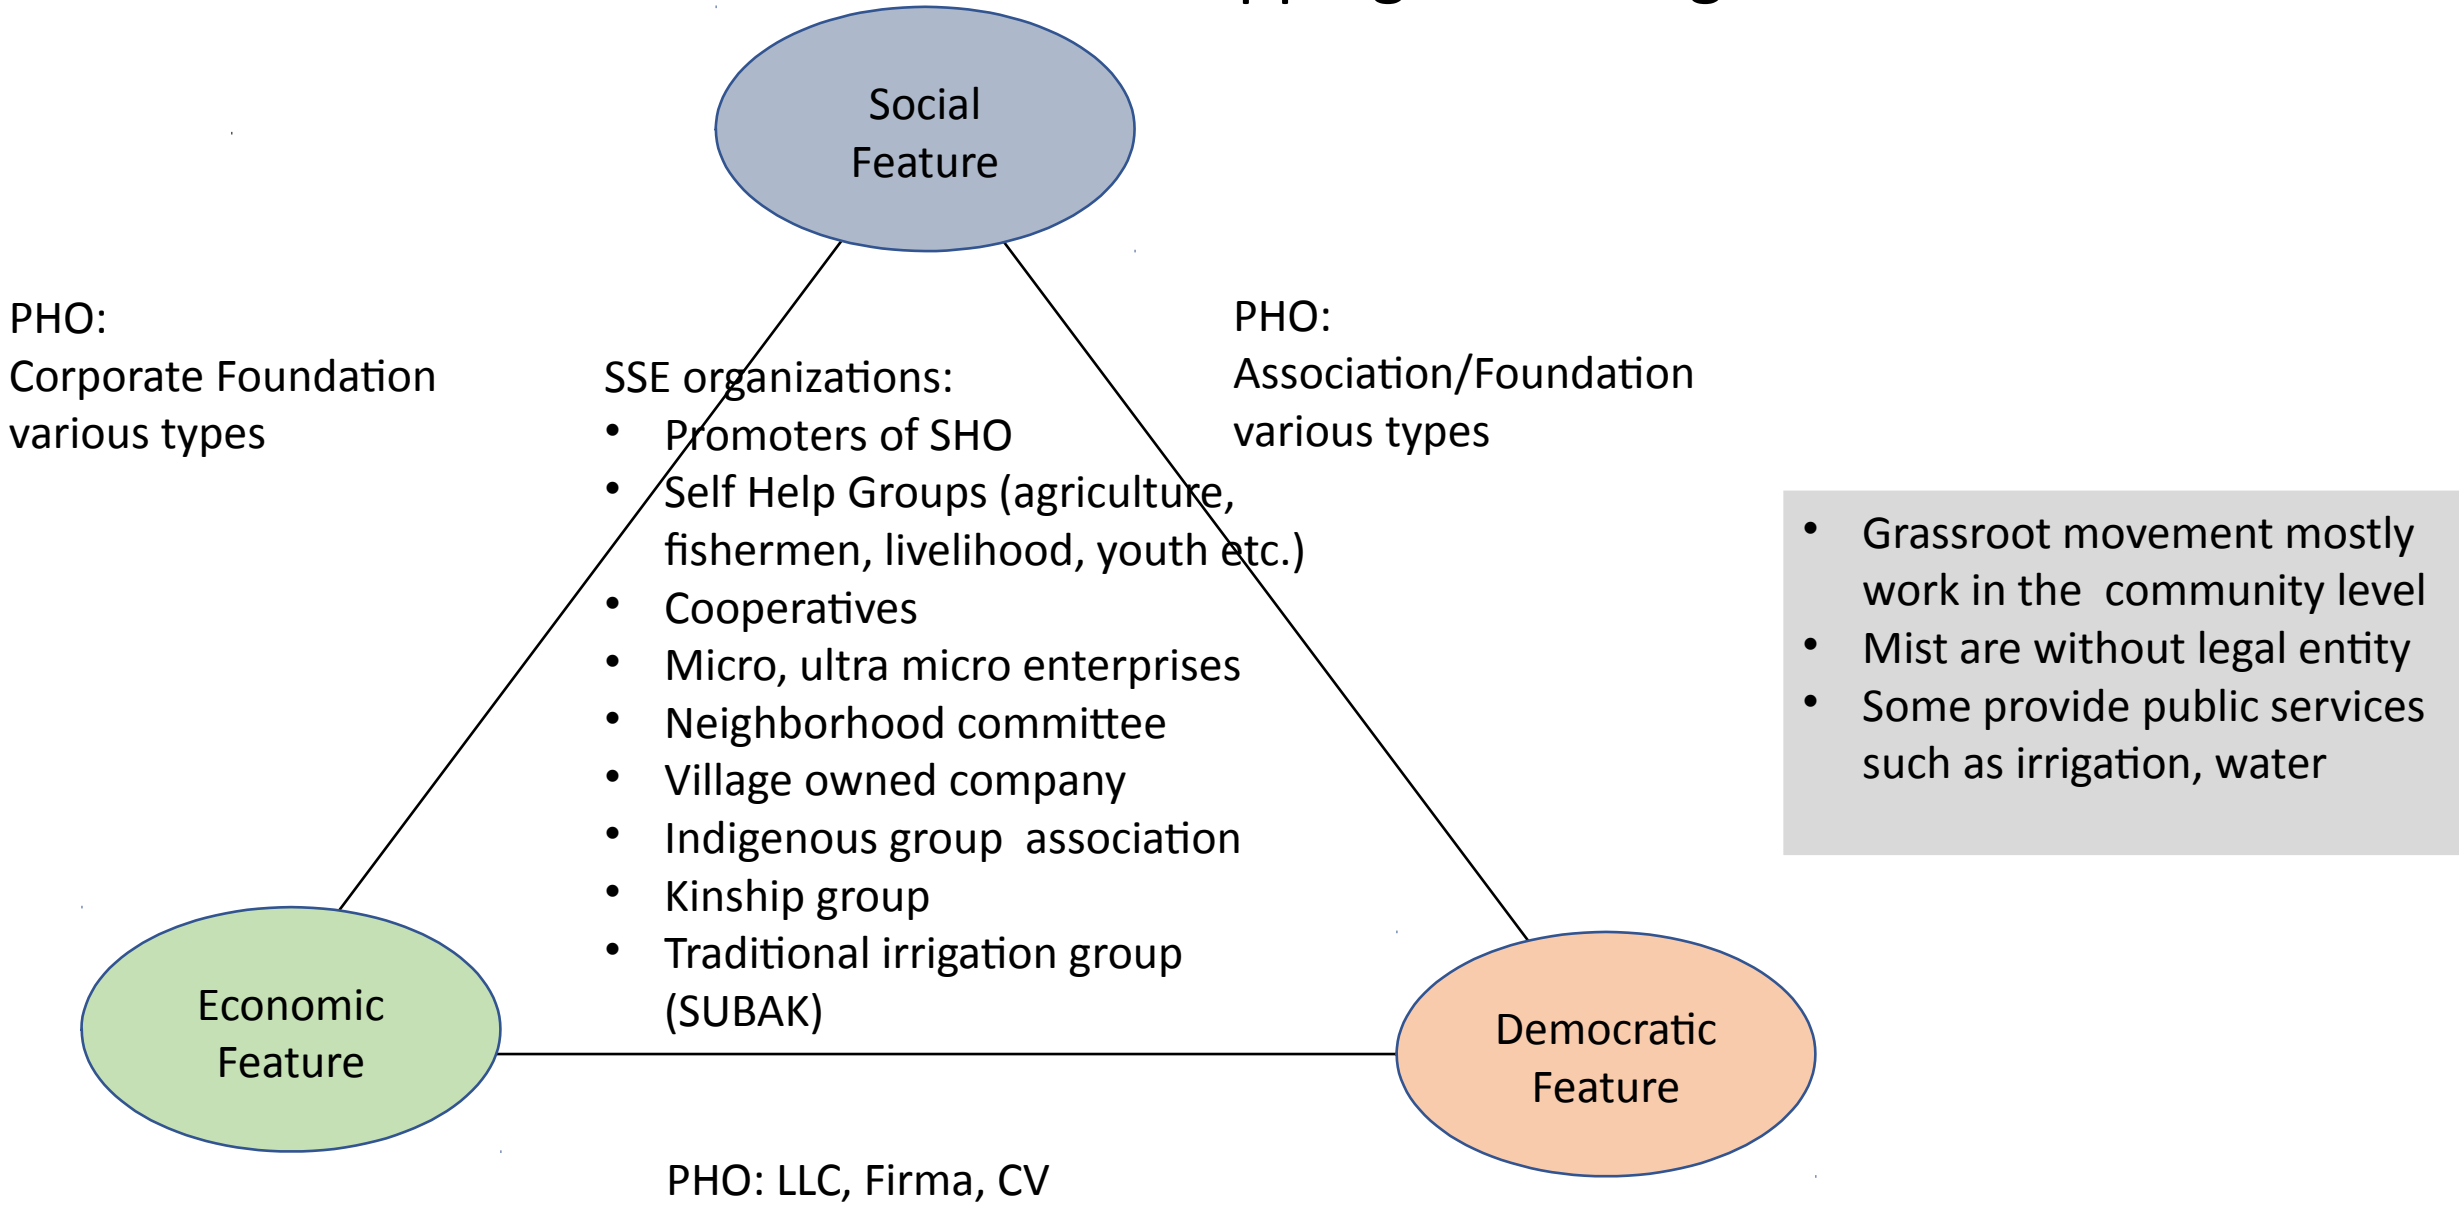 Social
Feature
PHO:
Corporate Foundation
various types
PHO:
Association/Foundation
various types
SSE organizations:
• Promoters of SHO
• Self Help Groups (agriculture,
fishermen, livelihood, youth etc.)
• Cooperatives
• Micro, ultra micro enterprises
• Neighborhood committee
• Village owned company
• Indigenous group  association
• Kinship group
• Traditional irrigation group
(SUBAK)
• Grassroot movement mostly
work in the  community level
• Mist are without legal entity
• Some provide public services
such as irrigation, water
Economic
Feature
Democratic
Feature
PHO: LLC, Firma, CV